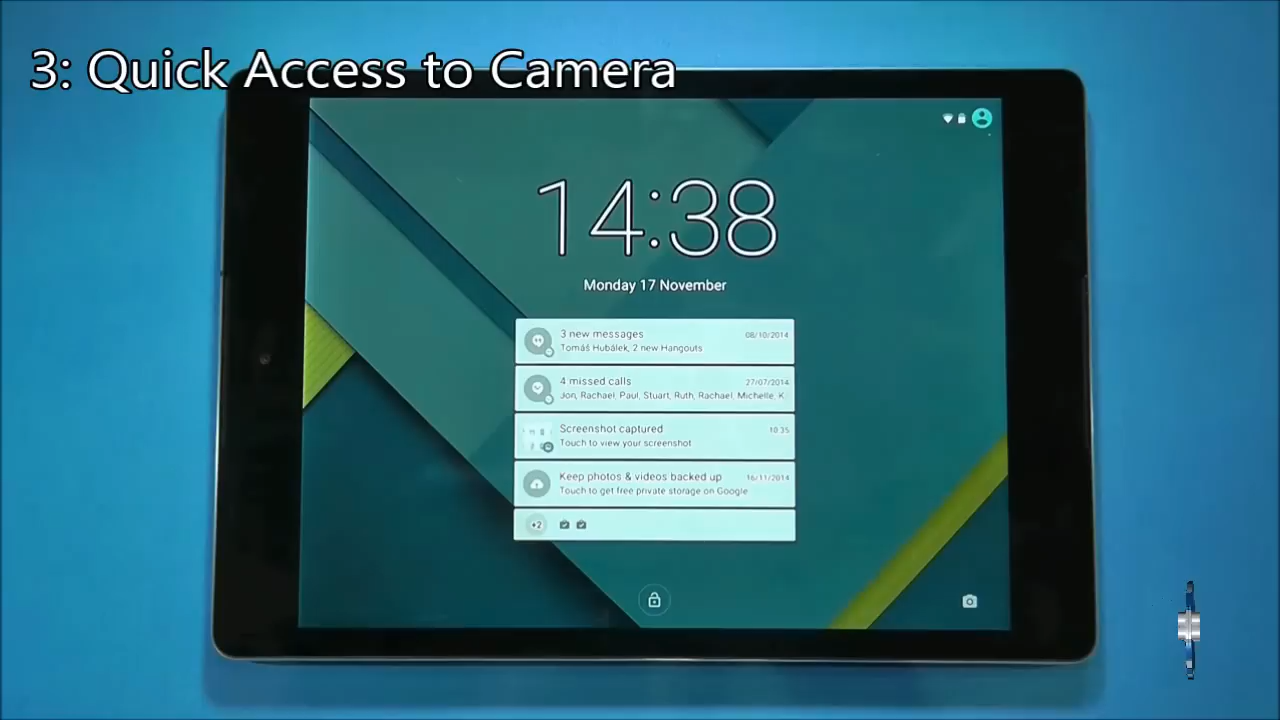 3: Quick Access to Camera
14:38
Monday 17 November
3 new messages 08/10/2014
Tomáš Hubálek, 2 new Hangouts
4 missed calls 27/07/2014
Jon, Rachael, Paul, Stuart, Ruth, Rachael, Michelle, K
Screenshot captured 10:35
Touch to view your screenshot
Keep photos & videos backed up 16/11/2014
Touch to get free private storage on Google
+2